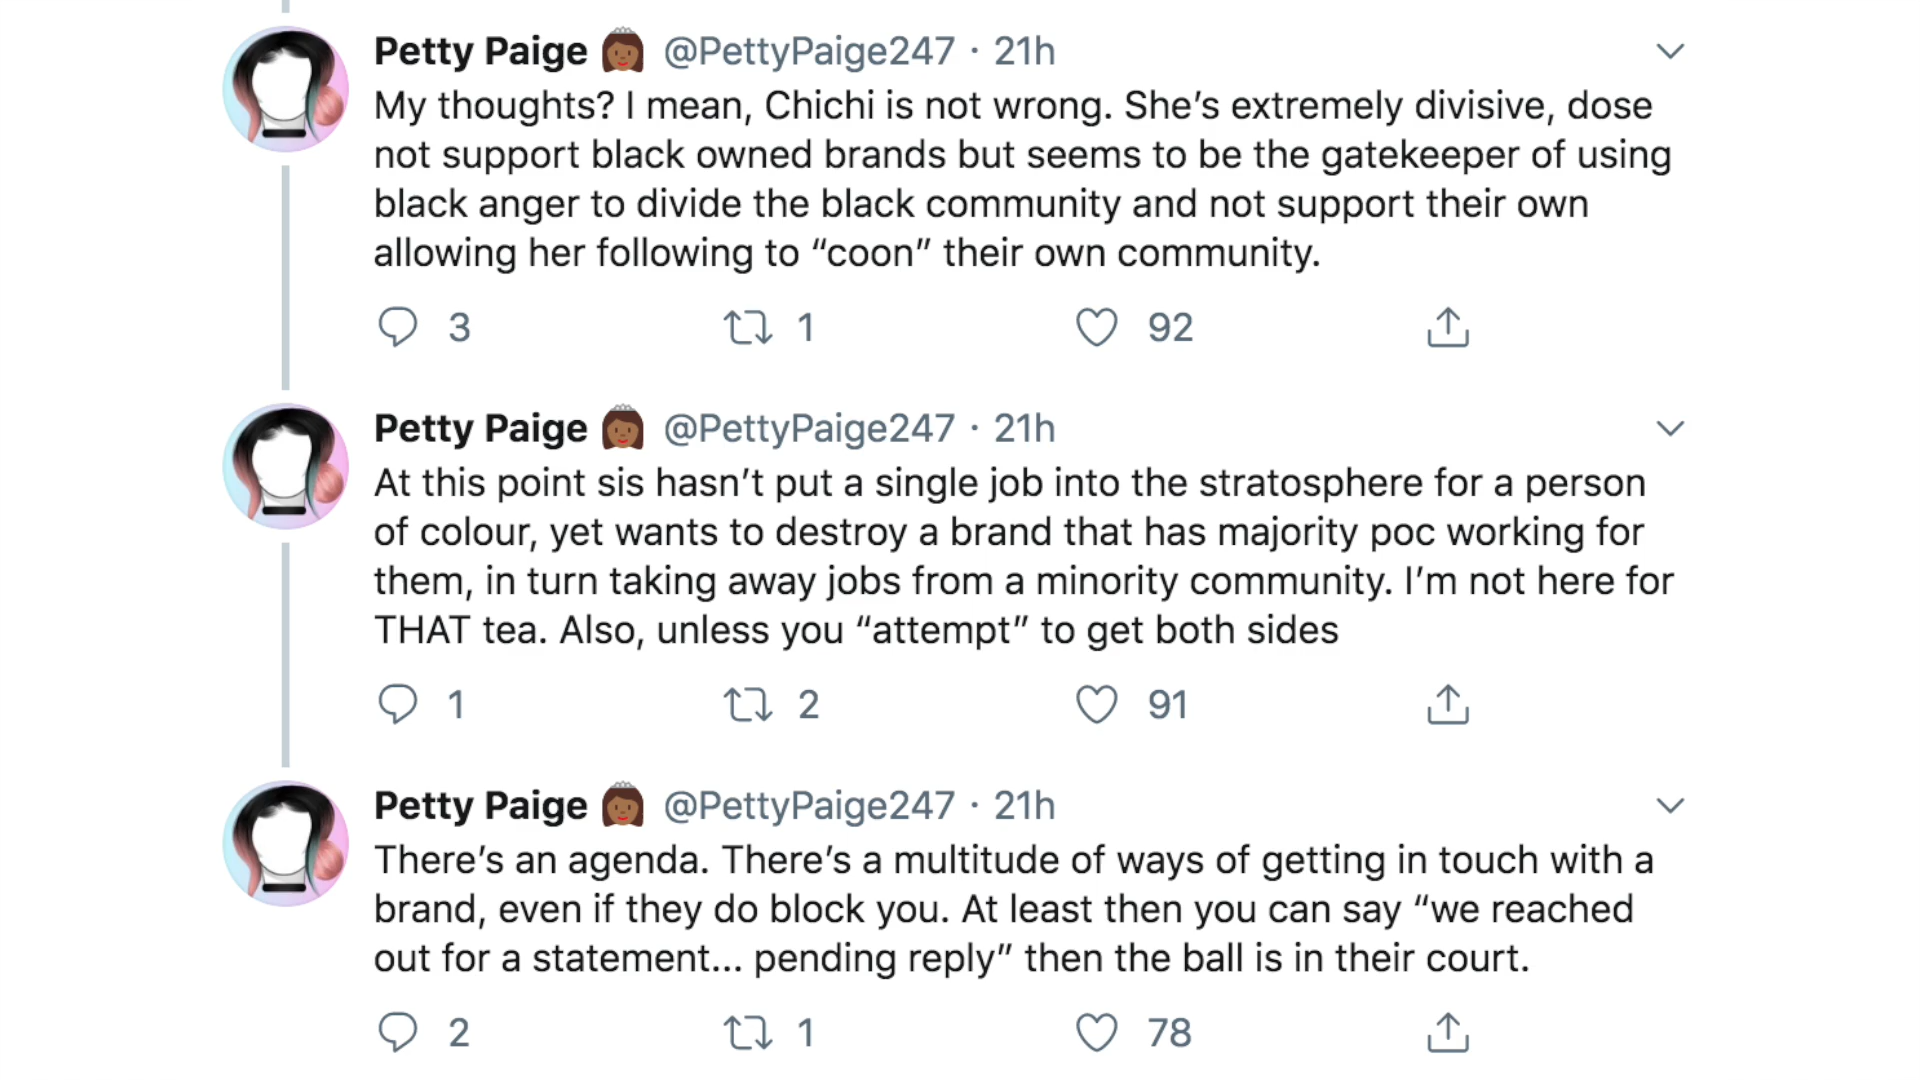 Petty Paige 👸🏾 @PettyPaige247 · 21h
My thoughts? I mean, Chichi is not wrong. She’s extremely divisive, dose
not support black owned brands but seems to be the gatekeeper of using
black anger to divide the black community and not support their own
allowing her following to “coon” their own community.
3 1 92
Petty Paige 👸🏾 @PettyPaige247 · 21h
At this point sis hasn’t put a single job into the stratosphere for a person
of colour, yet wants to destroy a brand that has majority poc working for
them, in turn taking away jobs from a minority community. I’m not here for
THAT tea. Also, unless you “attempt” to get both sides
1 2 91
Petty Paige 👸🏾 @PettyPaige247 · 21h
There’s an agenda. There’s a multitude of ways of getting in touch with a
brand, even if they do block you. At least then you can say “we reached
out for a statement... pending reply” then the ball is in their court.
2 1 78